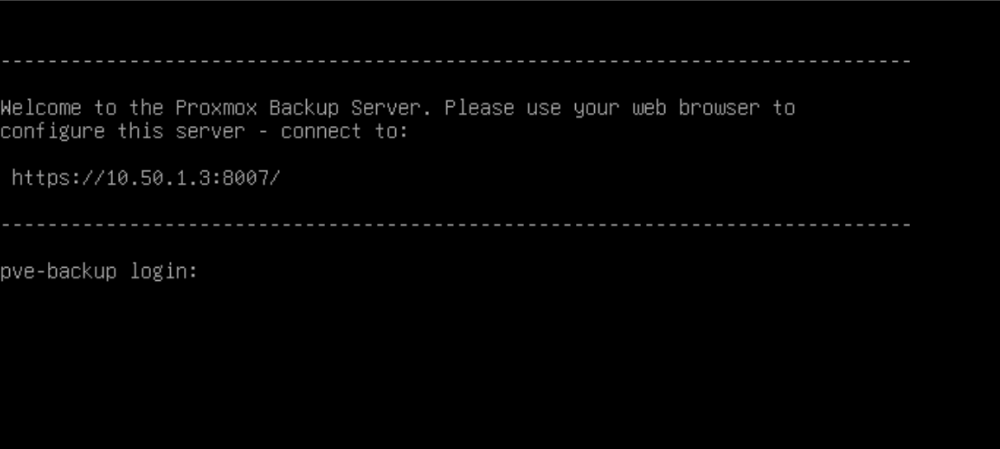 ------------------------------------------------------------------------------
Welcome to the Proxmox Backup Server. Please use your web browser to
configure this server - connect to:
https://10.50.1.3:8007/
------------------------------------------------------------------------------
pve-backup login: